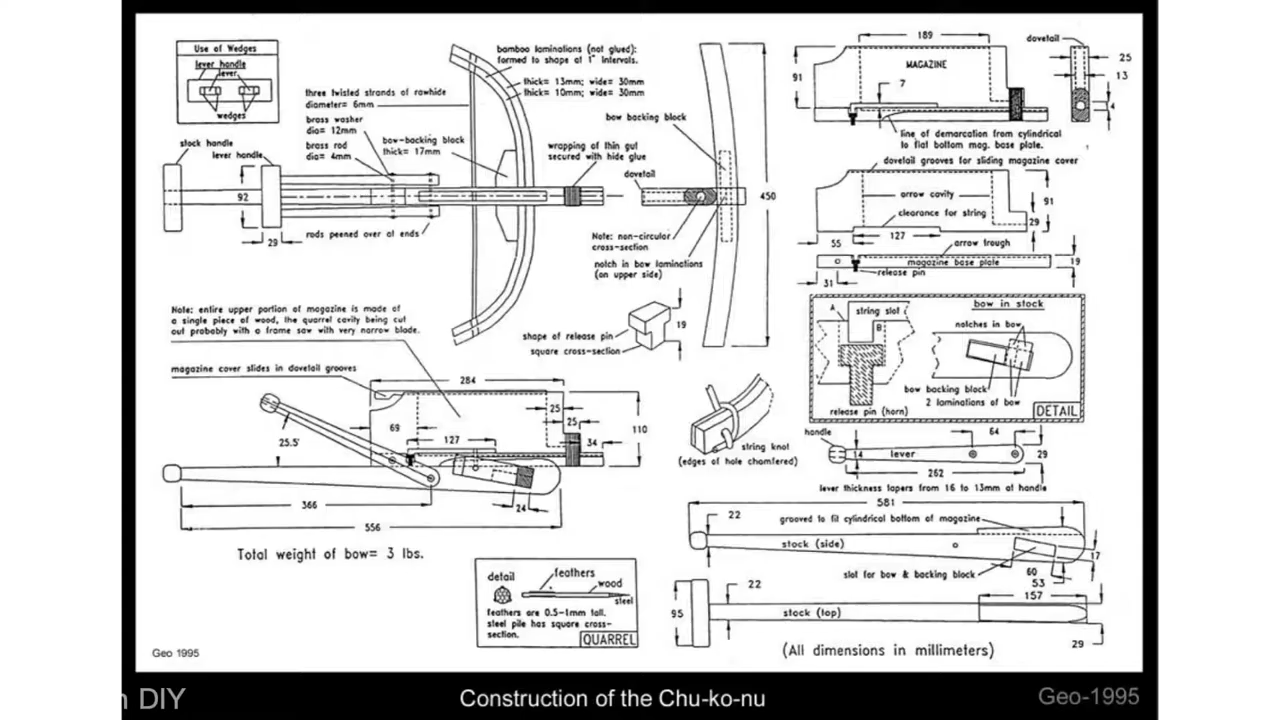 Use of Wedges
lever handle
lever
wedges
stock handle
lever handle
92
29
three twisted strands of rawhide
diameter= 6mm
brass washer
dia= 12mm
brass rod
dia= 4mm
bow-backing block
thick= 17mm
rods peened over at ends
bamboo laminations (not glued):
formed to shape at 1" intervals.
thick= 13mm; wide= 30mm
thick= 10mm; wide= 30mm
wrapping of thin gut
secured with hide glue
bow backing block
dovetail
450
Note: non-circular
cross-section
notch in bow laminations
(on upper side)
shape of release pin
square cross-section
19
189
dovetail
MAGAZINE
91
7
25
13
4
line of demarcation from cylindrical
to flat bottom mag. base plate.
dovetail grooves for sliding magazine cover
arrow cavity
91
29
clearance for string
55
127
arrow trough
magazine base plate
19
release pin
31
bow in stock
A
string slot
B
notches in bow
bow backing block
2 laminations of bow
release pin (horn)
DETAIL
Note: entire upper portion of magazine is made of
a single piece of wood, the quarrel cavity being cut
out probably with a frame saw with very narrow blade.
magazine cover slides in dovetail grooves
284
25
25
69
127
34
110
25.5'
366
24
556
Total weight of bow= 3 lbs.
string knot
(edges of hole chamfered)
handle
64
14
lever
29
262
lever thickness tapers from 16 to 13mm at handle
581
22
grooved to fit cylindrical bottom of magazine
stock (side)
17
slot for bow & backing block
60
53
95
22
157
stock (top)
29
(All dimensions in millimeters)
detail
feathers
wood
steel
feathers are 0.5-1mm tall.
steel pile has square cross-
section.
QUARREL
Geo 1995
DIY
Construction of the Chu-ko-nu
Geo-1995